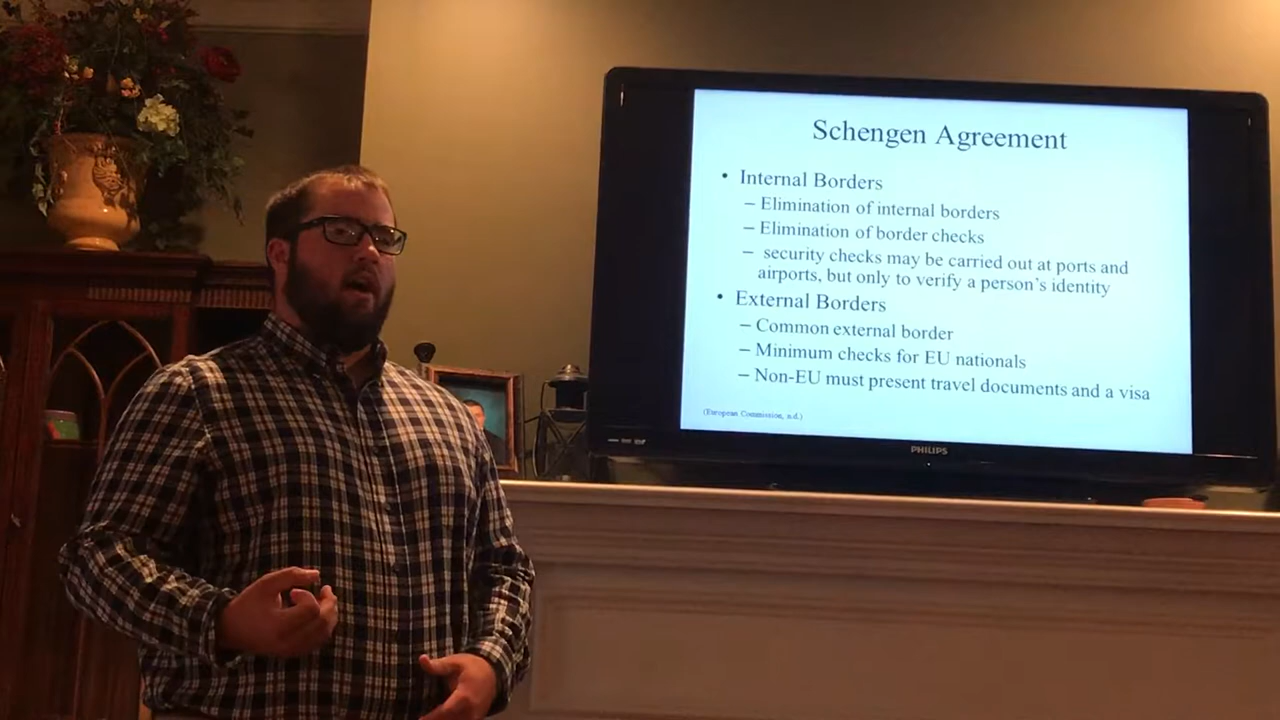 Schengen Agreement
• Internal Borders
– Elimination of internal borders
– Elimination of border checks
– security checks may be carried out at ports and
airports, but only to verify a person's identity
• External Borders
– Common external border
– Minimum checks for EU nationals
– Non-EU must present travel documents and a visa
(European Commission, n.d.)
PHILIPS